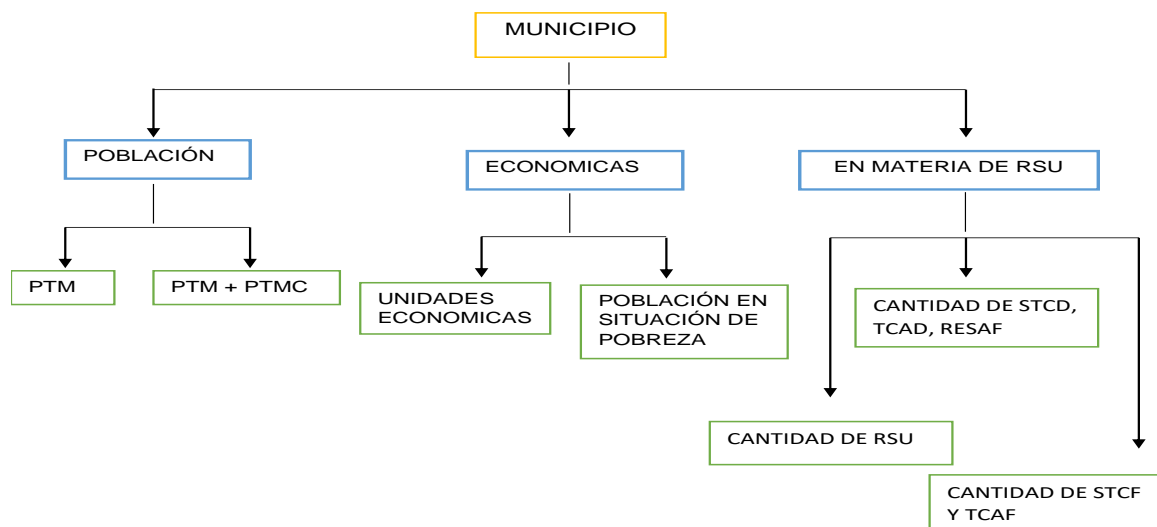 MUNICIPIO
POBLACIÓN
ECONOMICAS
EN MATERIA DE RSU
PTM
PTM + PTMC
UNIDADES
ECONOMICAS
POBLACIÓN EN
SITUACIÓN DE
POBREZA
CANTIDAD DE STCD,
TCAD, RESAF
CANTIDAD DE RSU
CANTIDAD DE STCF
Y TCAF